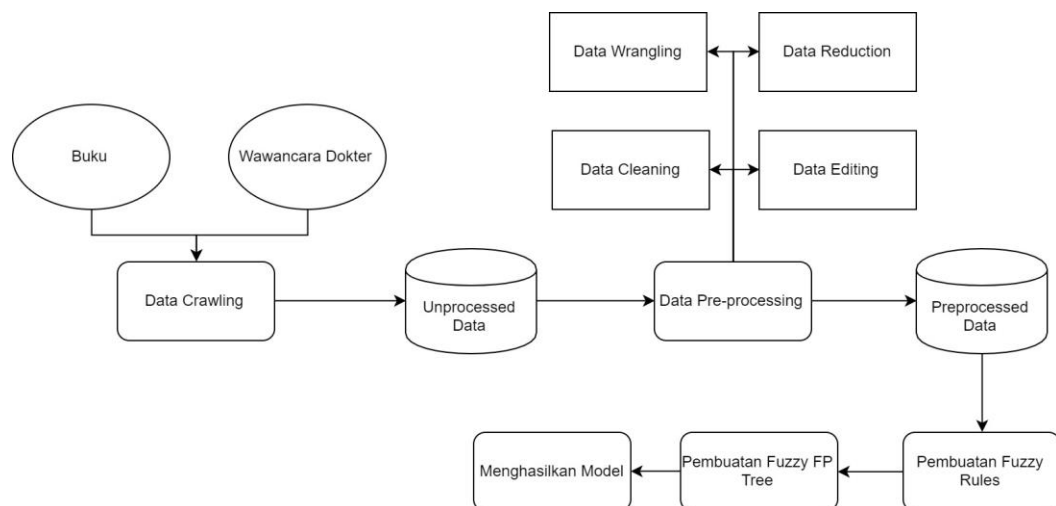 Data Wrangling
Data Reduction
Buku
Wawancara Dokter
Data Cleaning
Data Editing
Data Crawling
Unprocessed
Data
Data Pre-processing
Preprocessed
Data
Menghasilkan Model
Pembuatan Fuzzy FP
Tree
Pembuatan Fuzzy
Rules